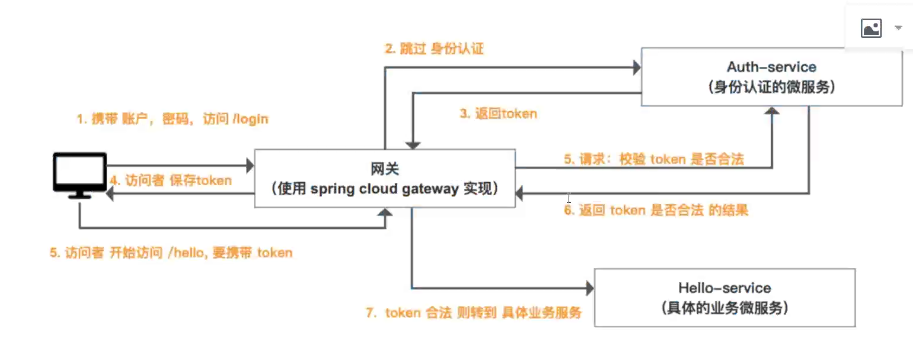 2. 跳过 身份认证
Auth-service
（身份认证的微服务）
3. 返回token
1. 携带 账户，密码，访问 /login
网关
（使用 spring cloud gateway 实现）
5. 请求：校验 token 是否合法
4. 访问者 保存token
6. 返回 token 是否合法 的结果
5. 访问者 开始访问 /hello, 要携带 token
Hello-service
（具体的业务微服务）
7. token 合法 则转到 具体业务服务